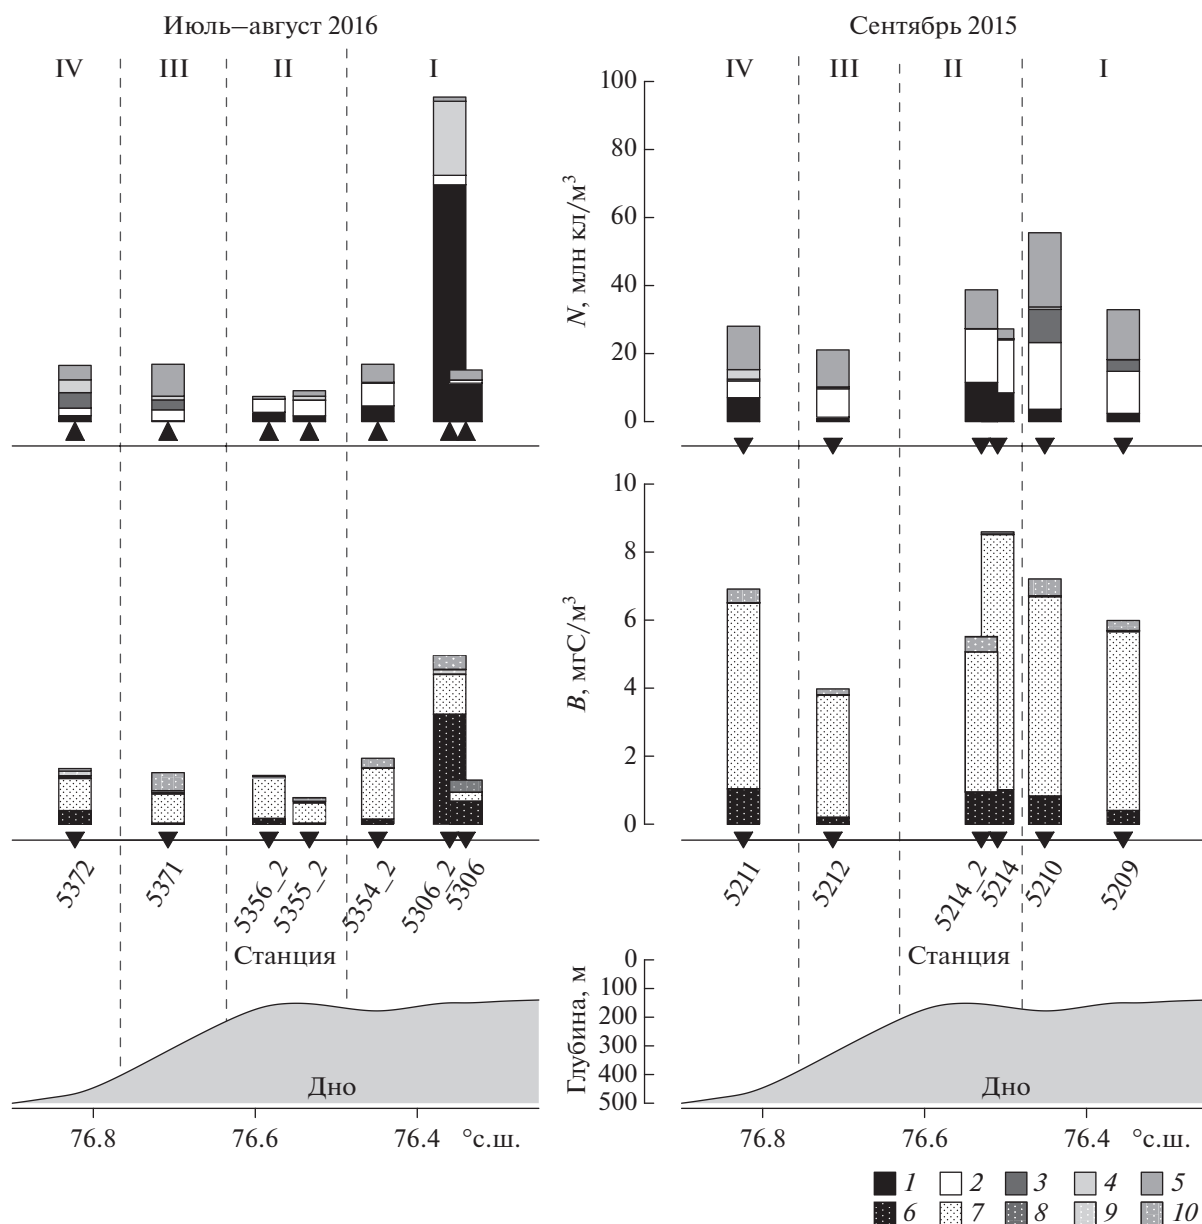 Июль–август 2016
Сентябрь 2015
IV III II I
IV III II I
N, млн кл/м³
100
80
60
40
20
0
B, мгС/м³
10
8
6
4
2
0
5372 5371 5356_2 5355_2 5354_2 5306_2 5306
5211 5212 5214_2 5214 5210 5209
Станция
Станция
Глубина, м
0
100
200
300
400
500
Дно
Дно
76.8 76.6 76.4 °с.ш.
76.8 76.6 76.4 °с.ш.
1 2 3 4 5
6 7 8 9 10